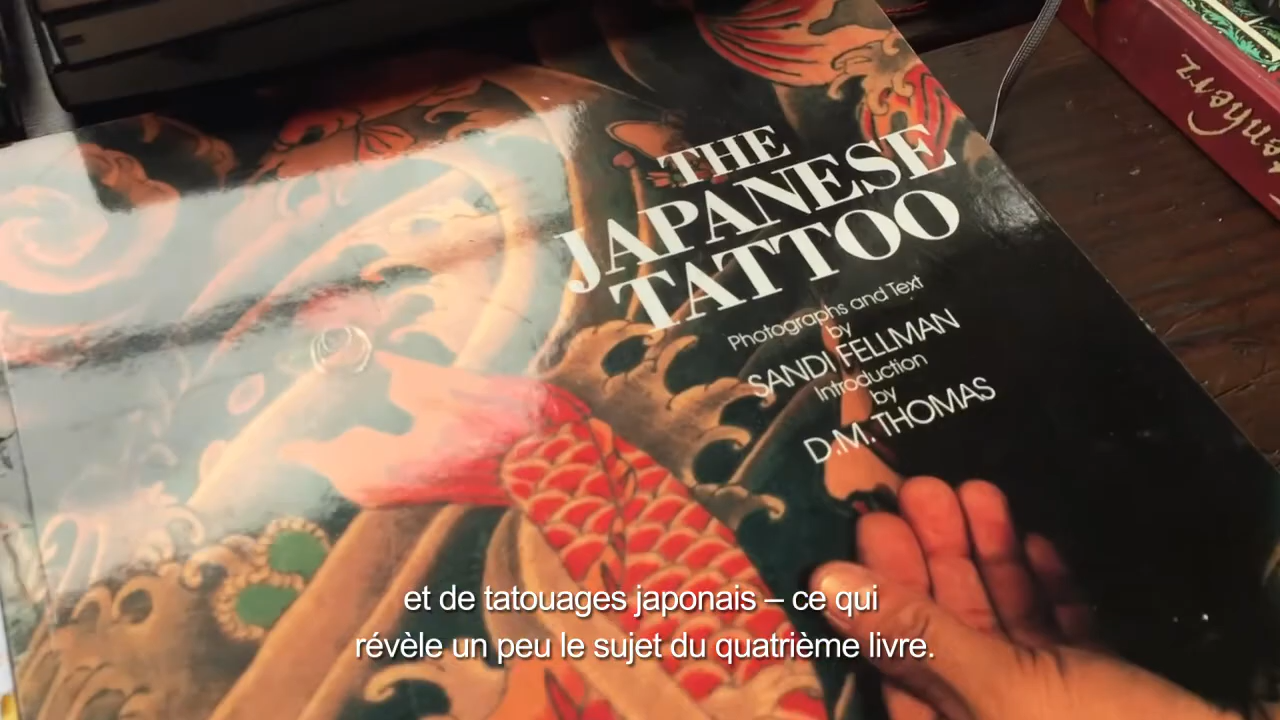 THE
JAPANESE
TATTOO
Photographs and Text
by
SANDI FELLMAN
Introduction
by
D.M. THOMAS
et de tatouages japonais – ce qui
révèle un peu le sujet du quatrième livre.